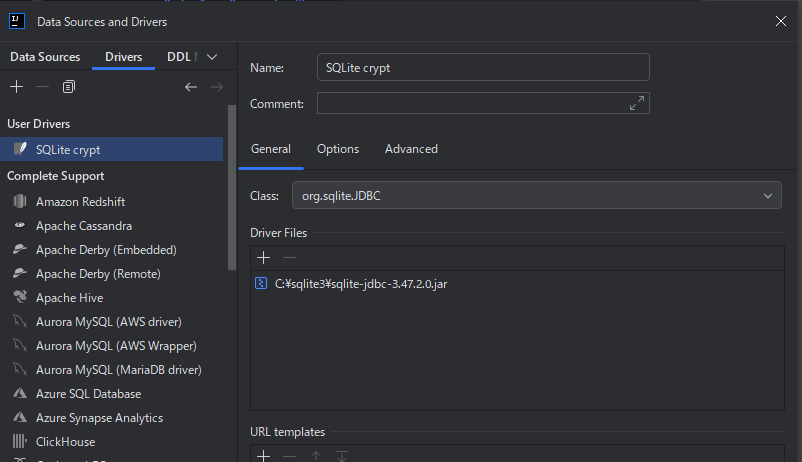 Data Sources and Drivers
Data Sources Drivers DDL
Name: SQLite crypt
Comment:
User Drivers
SQLite crypt
Complete Support
Amazon Redshift
Apache Cassandra
Apache Derby (Embedded)
Apache Derby (Remote)
Apache Hive
Aurora MySQL (AWS driver)
Aurora MySQL (AWS Wrapper)
Aurora MySQL (MariaDB driver)
Azure SQL Database
Azure Synapse Analytics
ClickHouse
General Options Advanced
Class: org.sqlite.JDBC
Driver Files
C:¥sqlite3¥sqlite-jdbc-3.47.2.0.jar
URL templates